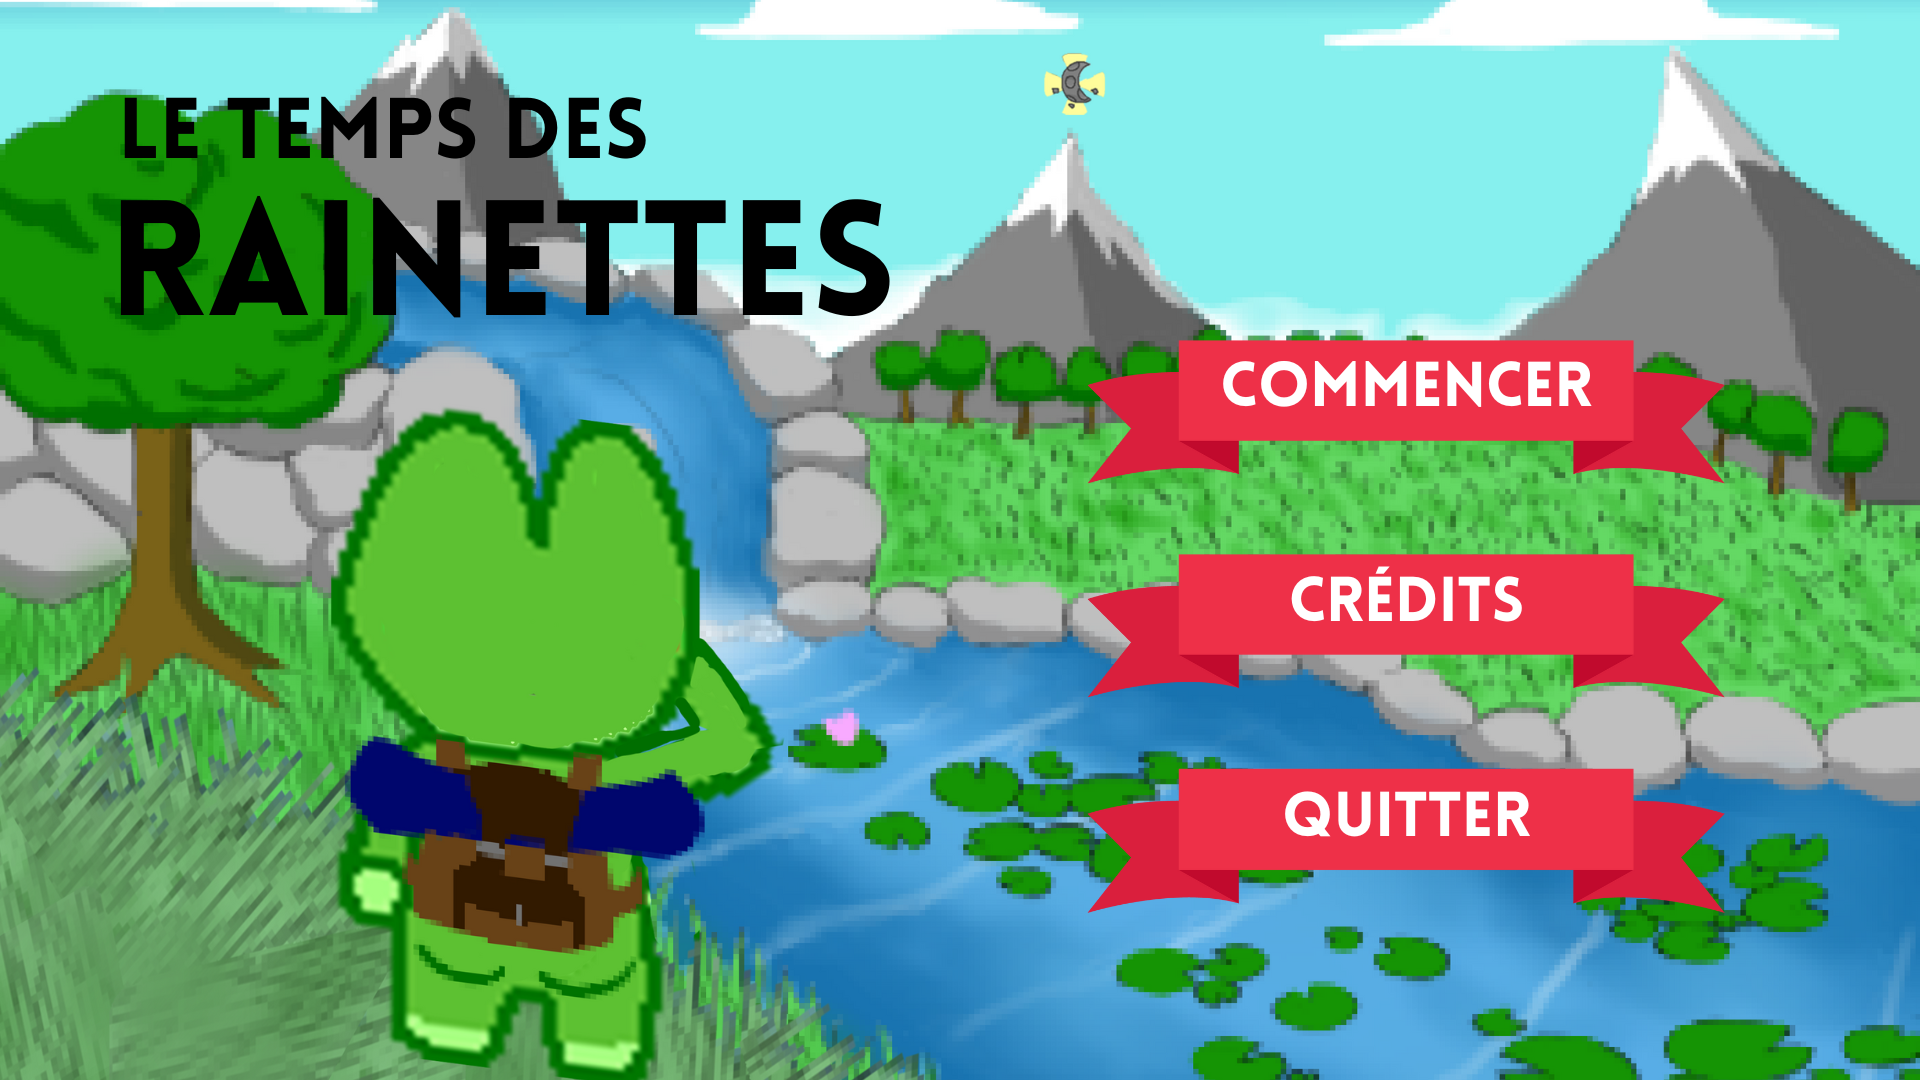 LE TEMPS DES
RAINETTES
COMMENCER
CRÉDITS
QUITTER